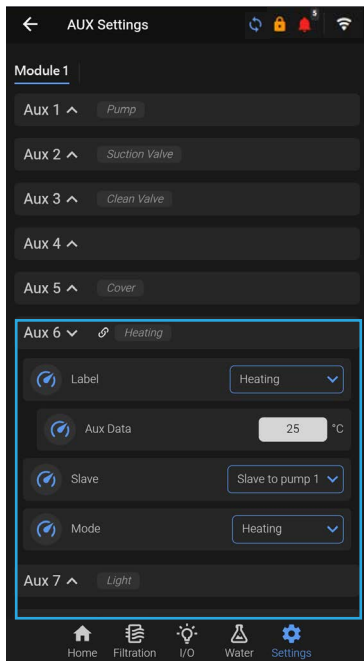 AUX Settings
5
Module 1
Aux 1 Pump
Aux 2 Suction Valve
Aux 3 Clean Valve
Aux 4
Aux 5 Cover
Aux 6 Heating
Label Heating
Aux Data 25 °C
Slave Slave to pump 1
Mode Heating
Aux 7 Light
Home Filtration I/O Water Settings